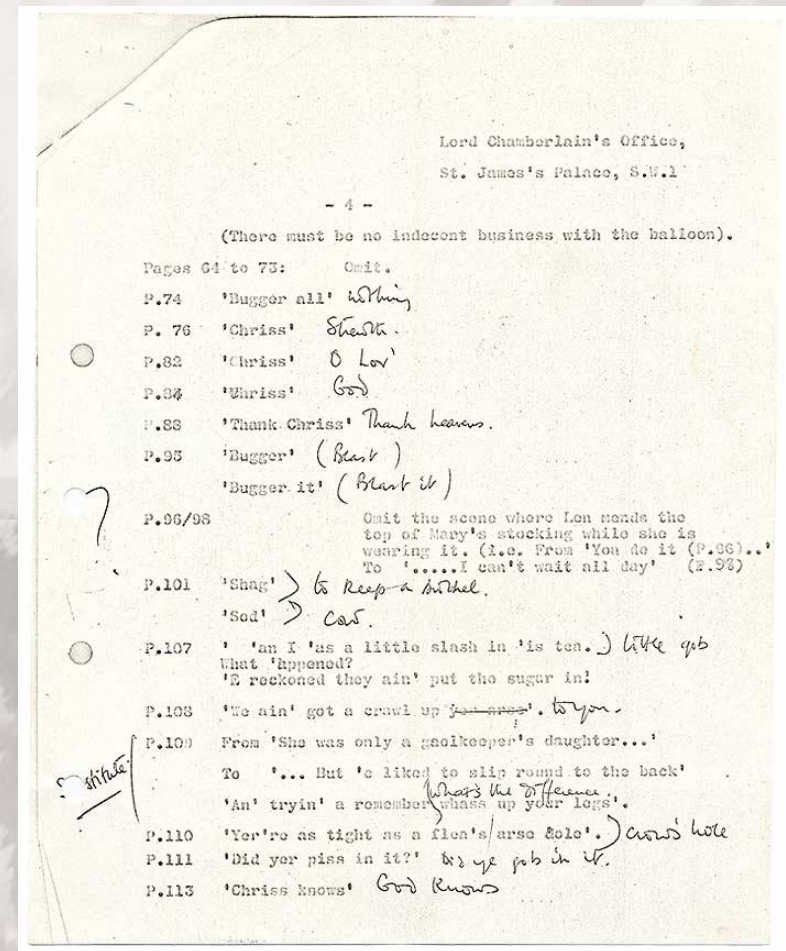 Lord Chamberlain's Office,
St. James's Palace, S.W.1
- 4 -
(There must be no indecent business with the balloon).
Pages 64 to 73: Omit.
P.74 'Bugger all' nothing
P. 76 'Chriss' Strewth.
P.82 'Chriss' O Lor'
P.84 'Whriss' God
P.88 'Thank Chriss' Thank heavens.
P.95 'Bugger' (Beast)
'Bugger it' (Blast it)
P.96/98 Omit the scene where Len mends the
top of Mary's stocking while she is
wearing it. (i.e. From 'You do it (P.96)..'
To '.....I can't wait all day' (P.98)
P.101 'Shag' ) to keep a brothel.
'Sod' ) Cow.
P.107 ' 'an I 'as a little slash in 'is tea. ) little gob
What 'hppened?
'E reckoned they ain' put the sugar in!
P.108 'We ain' got a crawl up yer arse'. to you.
P.109 From 'She was only a gaolkeeper's daughter...'
To '... But 'e liked to slip round to the back'
stitute
what's the difference.
'An' tryin' a remember whass up your legs'.
P.110 'Yer're as tight as a flea's arse &ole'. ) crow's hole
P.111 'Did yer piss in it?' gob in it.
P.113 'Chriss knows' God Knows